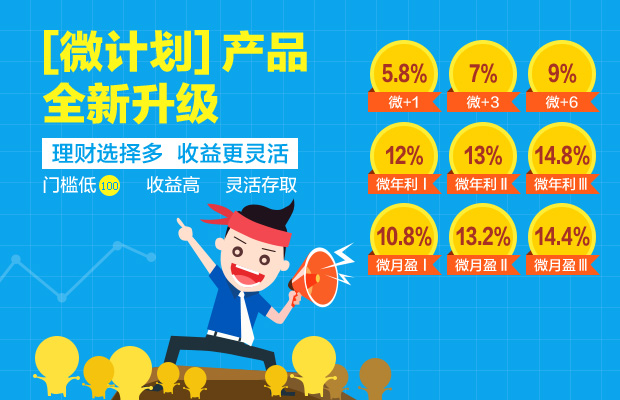 [微计划]产品
全新升级
理财选择多 收益更灵活
门槛低100 收益高 灵活存取
5.8% 7% 9%
微+1 微+3 微+6
12% 13% 14.8%
微年利Ⅰ 微年利Ⅱ 微年利Ⅲ
10.8% 13.2% 14.4%
微月盈Ⅰ 微月盈Ⅱ 微月盈Ⅲ